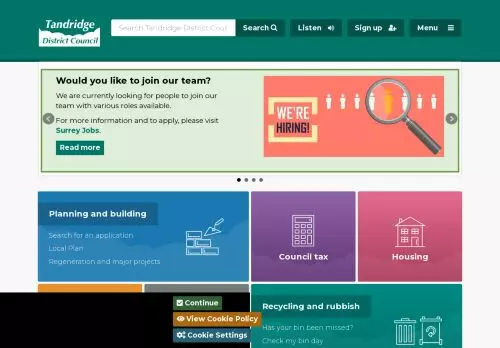 Tandridge
District Council
Search Tandridge District Coun
Search
Listen
Sign up
Menu
Would you like to join our team?
We are currently looking for people to join our
team with various roles available.
For more information and to apply, please visit
Surrey Jobs.
Read more
WE'RE
HIRING!
Planning and building
Search for an application
Local Plan
Regeneration and major projects
Council tax
Housing
Continue
View Cookie Policy
Cookie Settings
Recycling and rubbish
Has your bin been missed?
Check my bin day